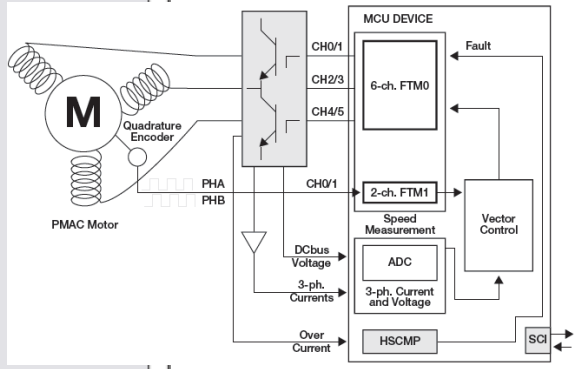 MCU DEVICE
CH0/1
Fault
6-ch. FTM0
CH2/3
M
CH4/5
Quadrature
Encoder
PHA
CH0/1
2-ch. FTM1
PHB
PMAC Motor
Speed
Measurement
Vector
Control
DCbus
Voltage
ADC
3-ph.
Currents
3-ph. Current
and Voltage
Over
Current
HSCMP
SCI